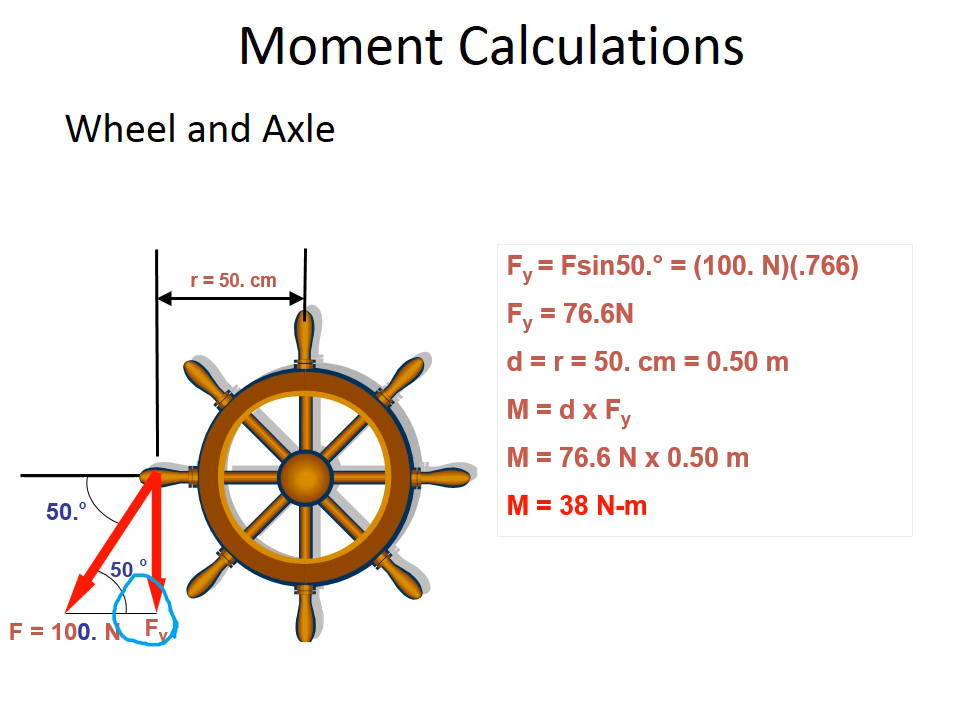 Moment Calculations
Wheel and Axle
r = 50. cm
50.º
50.º
F = 100. N
Fy
Fy = Fsin50.° = (100. N)(.766)
Fy = 76.6N
d = r = 50. cm = 0.50 m
M = d x Fy
M = 76.6 N x 0.50 m
M = 38 N-m